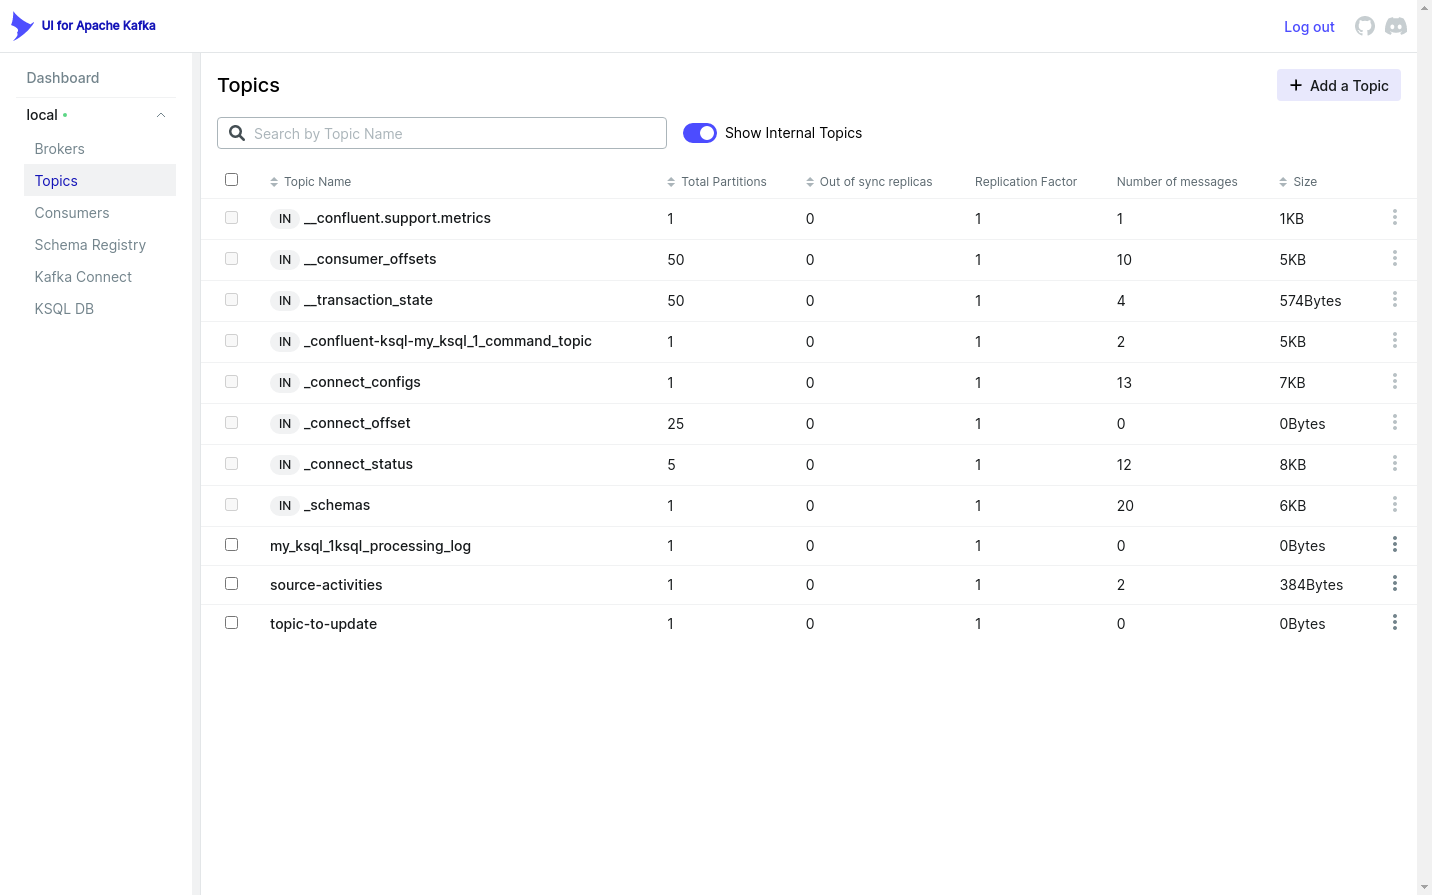 UI for Apache Kafka
Log out
Dashboard
local
Brokers
Topics
Consumers
Schema Registry
Kafka Connect
KSQL DB
Topics
Add a Topic
Search by Topic Name
Show Internal Topics
Topic Name Total Partitions Out of sync replicas Replication Factor Number of messages Size
IN __confluent.support.metrics 1 0 1 1 1KB
IN __consumer_offsets 50 0 1 10 5KB
IN __transaction_state 50 0 1 4 574Bytes
IN _confluent-ksql-my_ksql_1_command_topic 1 0 1 2 5KB
IN _connect_configs 1 0 1 13 7KB
IN _connect_offset 25 0 1 0 0Bytes
IN _connect_status 5 0 1 12 8KB
IN _schemas 1 0 1 20 6KB
my_ksql_1ksql_processing_log 1 0 1 0 0Bytes
source-activities 1 0 1 2 384Bytes
topic-to-update 1 0 1 0 0Bytes